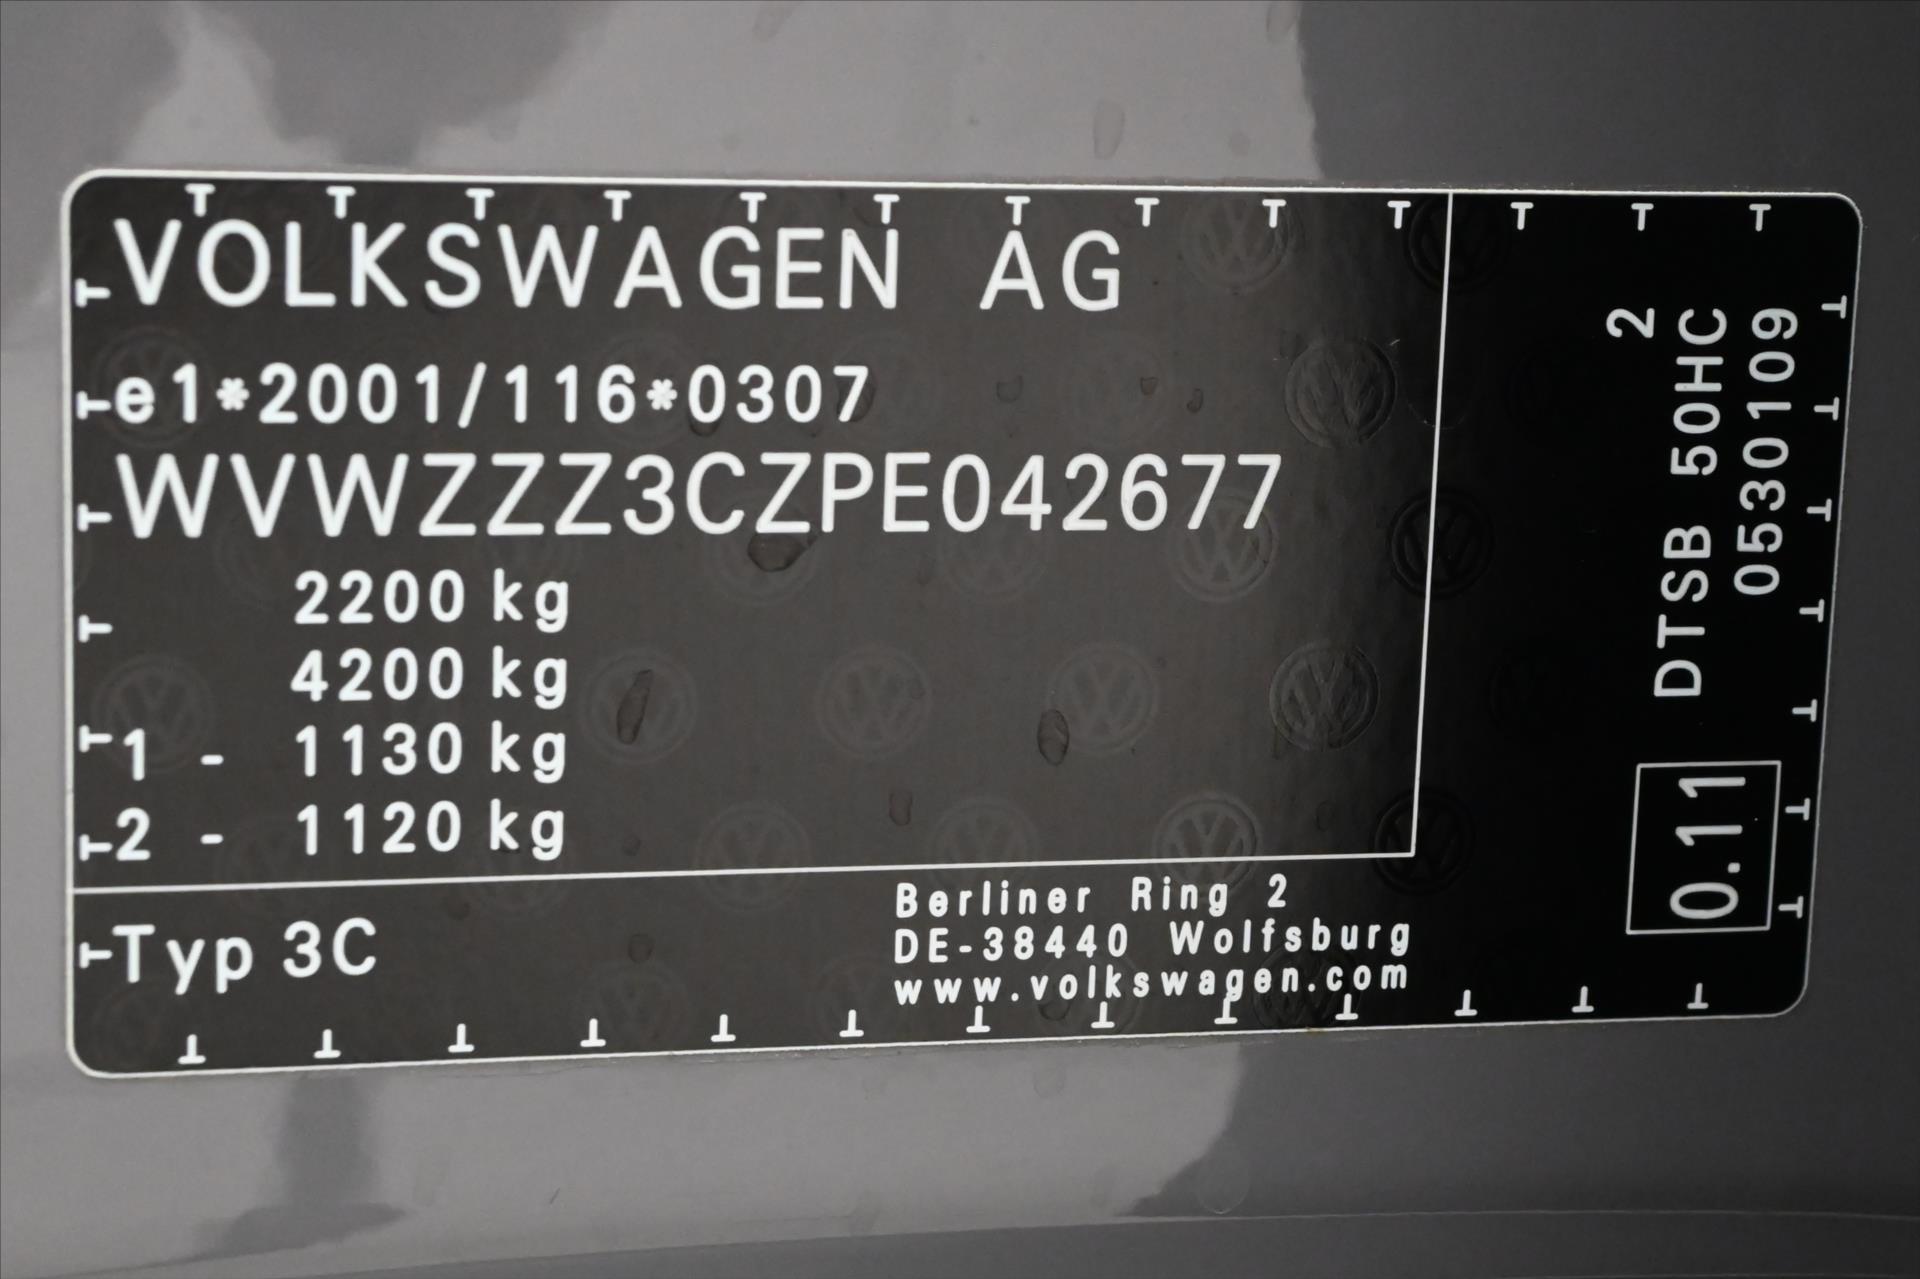 VOLKSWAGEN AG
e1*2001/116*0307
WVWZZZ3CZPE042677
2200 kg
4200 kg
1 - 1130 kg
2 - 1120 kg
Typ 3C
Berliner Ring 2
DE-38440 Wolfsburg
www.volkswagen.com
2
DTSB 50HC
0530109
0.11